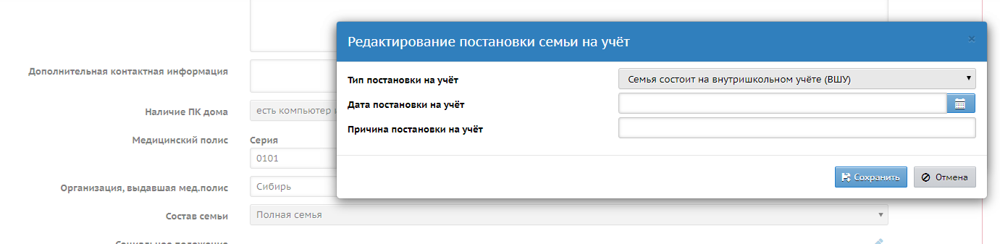 Редактирование постановки семьи на учёт
×
Тип постановки на учёт
Семья состоит на внутришкольном учёте (ВШУ)
Дата постановки на учёт
Причина постановки на учёт
Сохранить
Отмена
Дополнительная контактная информация
Наличие ПК дома
есть компьютер
Медицинский полис
Серия
0101
Организация, выдавшая мед.полис
Сибирь
Состав семьи
Полная семья
Социальное положение